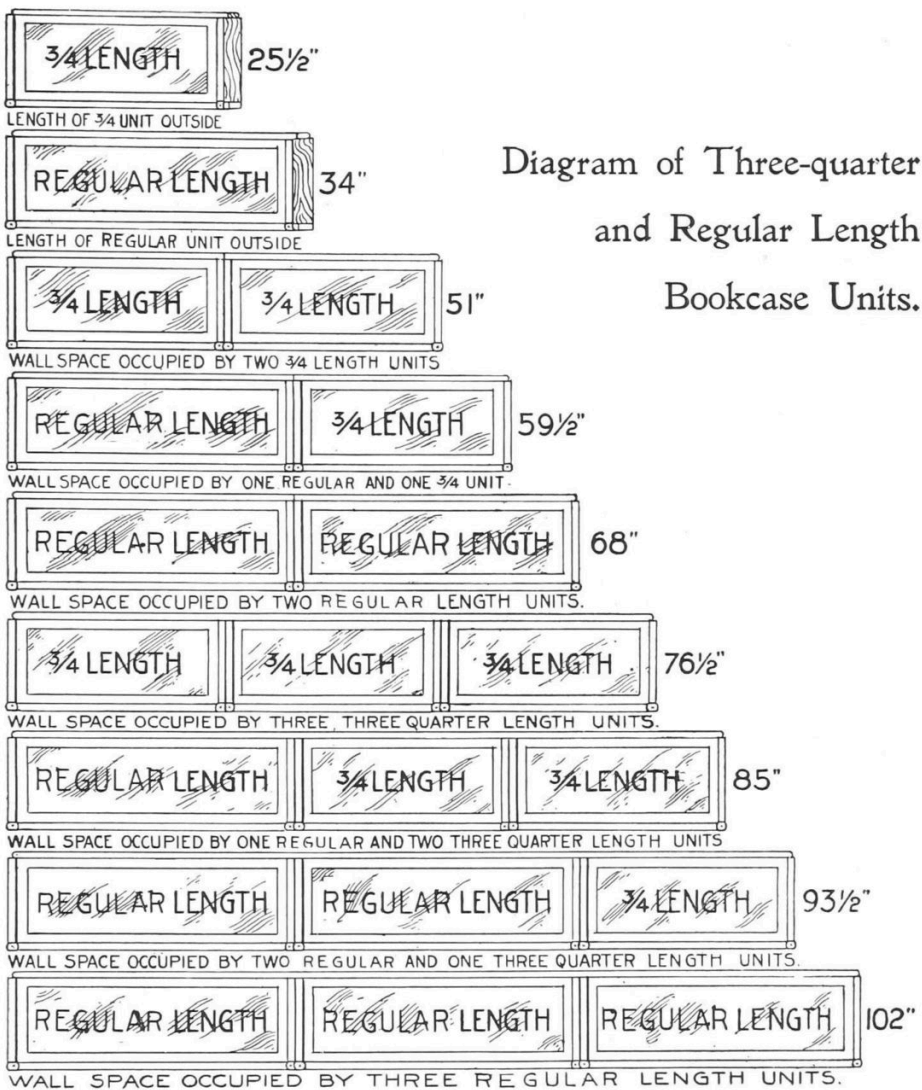 ¾ LENGTH 25½"
LENGTH OF ¾ UNIT OUTSIDE
REGULAR LENGTH 34"
LENGTH OF REGULAR UNIT OUTSIDE
Diagram of Three-quarter
and Regular Length
Bookcase Units.
¾ LENGTH ¾ LENGTH 51"
WALL SPACE OCCUPIED BY TWO ¾ LENGTH UNITS
REGULAR LENGTH ¾ LENGTH 59½"
WALL SPACE OCCUPIED BY ONE REGULAR AND ONE ¾ UNIT.
REGULAR LENGTH REGULAR LENGTH 68"
WALL SPACE OCCUPIED BY TWO REGULAR LENGTH UNITS.
¾ LENGTH ¾ LENGTH ¾ LENGTH 76½"
WALL SPACE OCCUPIED BY THREE, THREE QUARTER LENGTH UNITS.
REGULAR LENGTH ¾ LENGTH ¾ LENGTH 85"
WALL SPACE OCCUPIED BY ONE REGULAR AND TWO THREE QUARTER LENGTH UNITS
REGULAR LENGTH REGULAR LENGTH ¾ LENGTH 93½"
WALL SPACE OCCUPIED BY TWO REGULAR AND ONE THREE QUARTER LENGTH UNITS.
REGULAR LENGTH REGULAR LENGTH REGULAR LENGTH 102"
WALL SPACE OCCUPIED BY THREE REGULAR LENGTH UNITS.